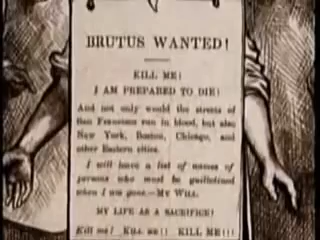 BRUTUS WANTED!
KILL ME!
I AM PREPARED TO DIE!
And not only would the streets of
San Francisco run in blood, but also
New York, Boston, Chicago, and
other Eastern cities.
I will leave a list of names of
persons who must be guillotined
when I am gone.—MY WILL.
MY LIFE AS A SACRIFICE!
Kill me! KILL ME!! KILL ME!!!